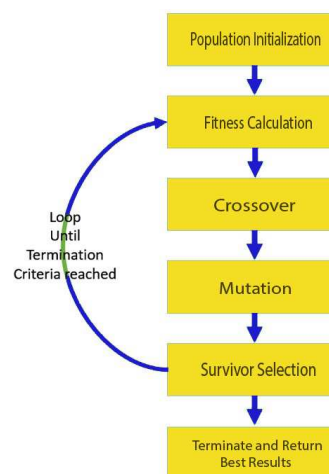 Population Initialization
Fitness Calculation
Crossover
Mutation
Survivor Selection
Terminate and Return
Best Results
Loop
Until
Termination
Criteria reached